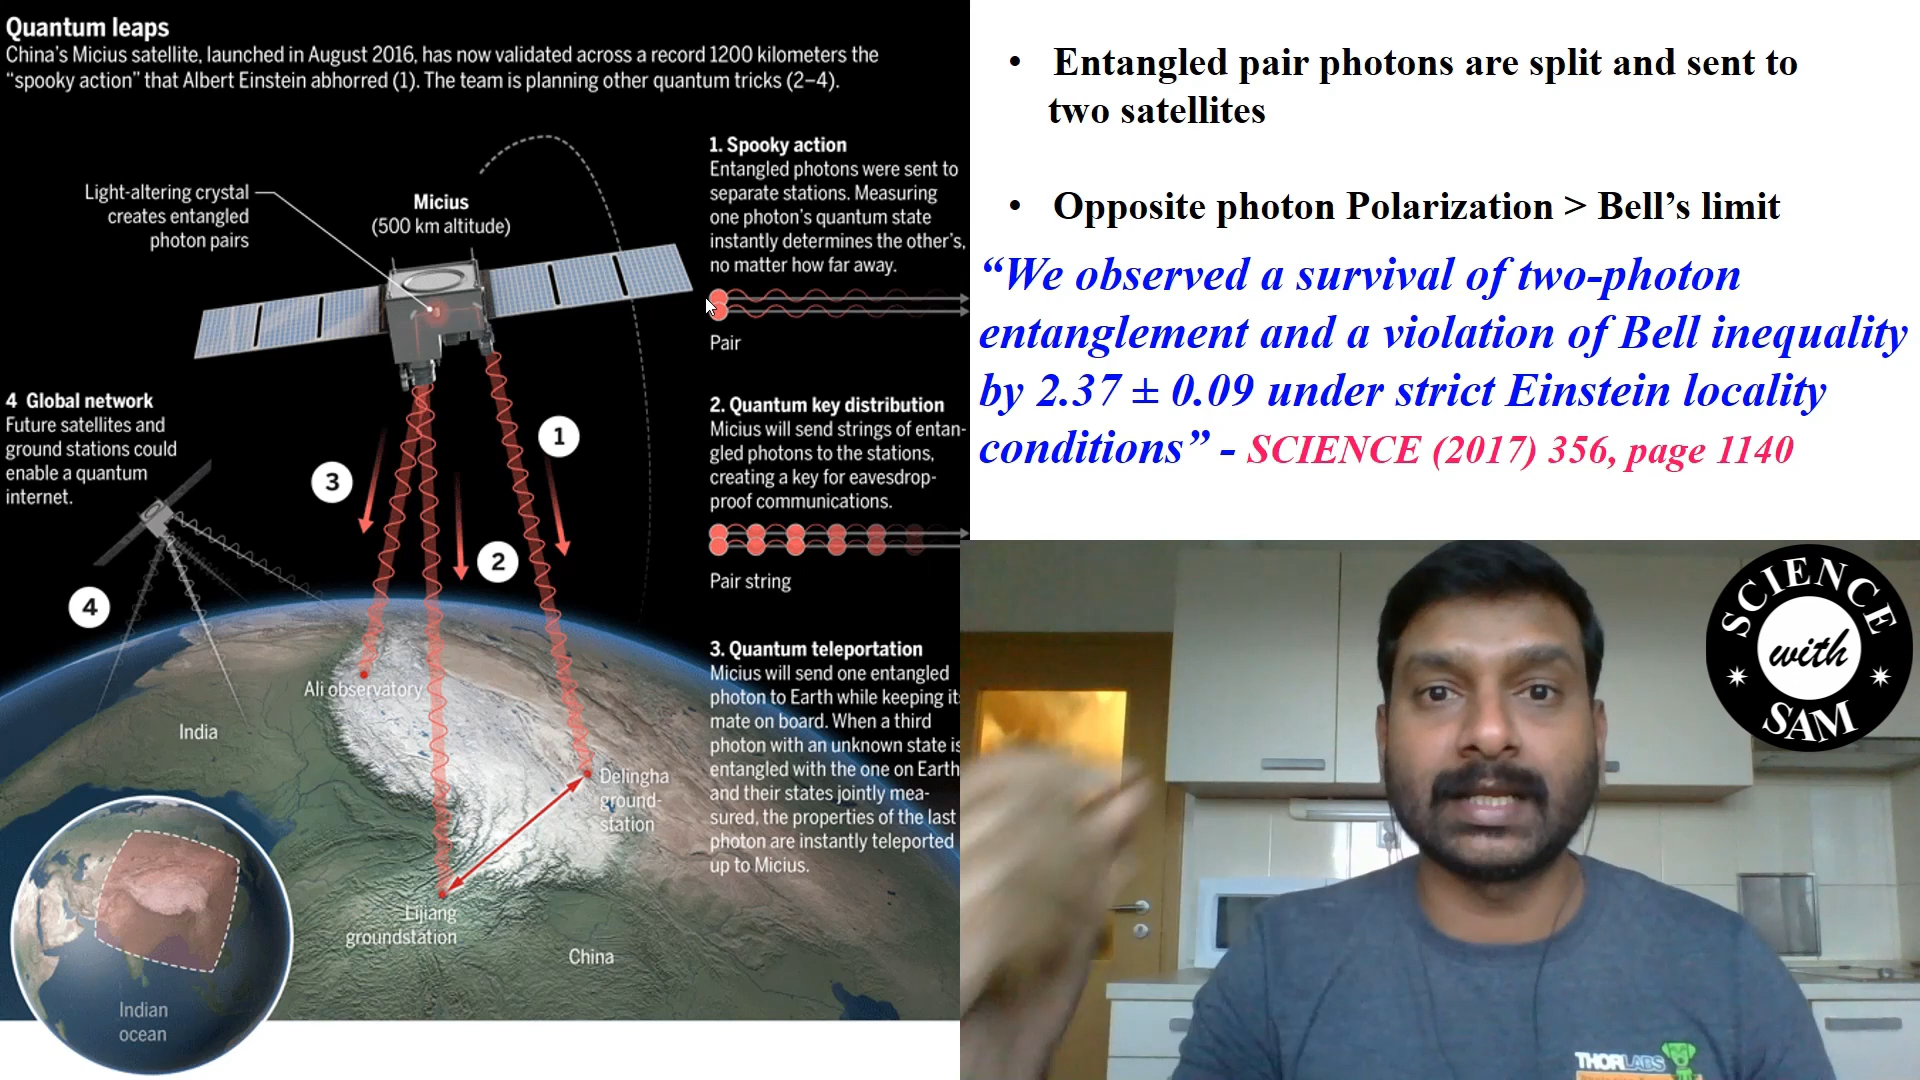 Quantum leaps
China's Micius satellite, launched in August 2016, has now validated across a record 1200 kilometers the
“spooky action” that Albert Einstein abhorred (1). The team is planning other quantum tricks (2–4).
Light-altering crystal
creates entangled
photon pairs
Micius
(500 km altitude)
1. Spooky action
Entangled photons were sent to
separate stations. Measuring
one photon's quantum state
instantly determines the other's,
no matter how far away.
Pair
2. Quantum key distribution
Micius will send strings of entan-
gled photons to the stations,
creating a key for eavesdrop-
proof communications.
Pair string
3. Quantum teleportation
Micius will send one entangled
photon to Earth while keeping its
mate on board. When a third
photon with an unknown state is
entangled with the one on Earth
and their states jointly mea-
sured, the properties of the last
photon are instantly teleported
up to Micius.
4 Global network
Future satellites and
ground stations could
enable a quantum
internet.
1
3
2
4
Ali observatory
India
Delingha
ground-
station
Lijiang
groundstation
China
Indian
ocean
• Entangled pair photons are split and sent to
two satellites
• Opposite photon Polarization > Bell’s limit
“We observed a survival of two-photon
entanglement and a violation of Bell inequality
by 2.37 ± 0.09 under strict Einstein locality
conditions” - SCIENCE (2017) 356, page 1140
SCIENCE
with
SAM
THORLABS